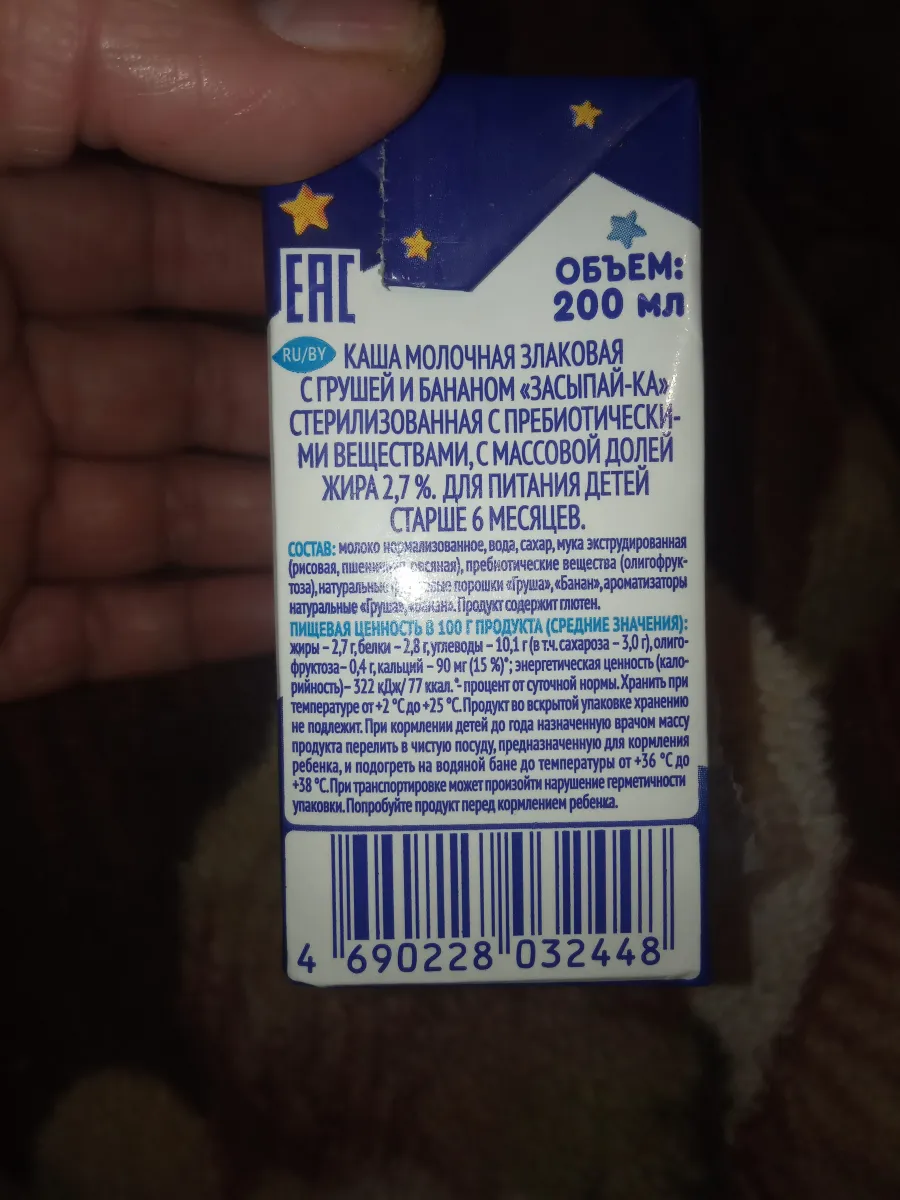 ЕАС
ОБЪЕМ:
200 мл
RU/BY
КАША МОЛОЧНАЯ ЗЛАКОВАЯ
С ГРУШЕЙ И БАНАНОМ «ЗАСЫПАЙ-КА»
СТЕРИЛИЗОВАННАЯ С ПРЕБИОТИЧЕСКИ-
МИ ВЕЩЕСТВАМИ, С МАССОВОЙ ДОЛЕЙ
ЖИРА 2,7 %. ДЛЯ ПИТАНИЯ ДЕТЕЙ
СТАРШЕ 6 МЕСЯЦЕВ.
СОСТАВ: молоко нормализованное, вода, сахар, мука экструдированная
(рисовая, овсяная), пребиотические вещества (олигофрук-
тоза), натуральные порошки «Груша», «Банан», ароматизаторы
натуральные «Груша», «Банан». Продукт содержит глютен.
ПИЩЕВАЯ ЦЕННОСТЬ В 100 Г ПРОДУКТА (СРЕДНИЕ ЗНАЧЕНИЯ):
жиры – 2,7 г, белки – 2,8 г, углеводы – 10,1 г (в т.ч. сахароза – 3,0 г), олиго-
фруктоза– 0,4 г, кальций – 90 мг (15 %)*; энергетическая ценность (кало-
рийность)– 322 кДж/ 77 ккал. *- процент от суточной нормы. Хранить при
температуре от +2 °С до +25 °С. Продукт во вскрытой упаковке хранению
не подлежит. При кормлении детей до года назначенную врачом массу
продукта перелить в чистую посуду, предназначенную для кормления
ребенка, и подогреть на водяной бане до температуры от +36 °С до
+38 °С. При транспортировке может произойти нарушение герметичности
упаковки. Попробуйте продукт перед кормлением ребенка.
4 690228 032448